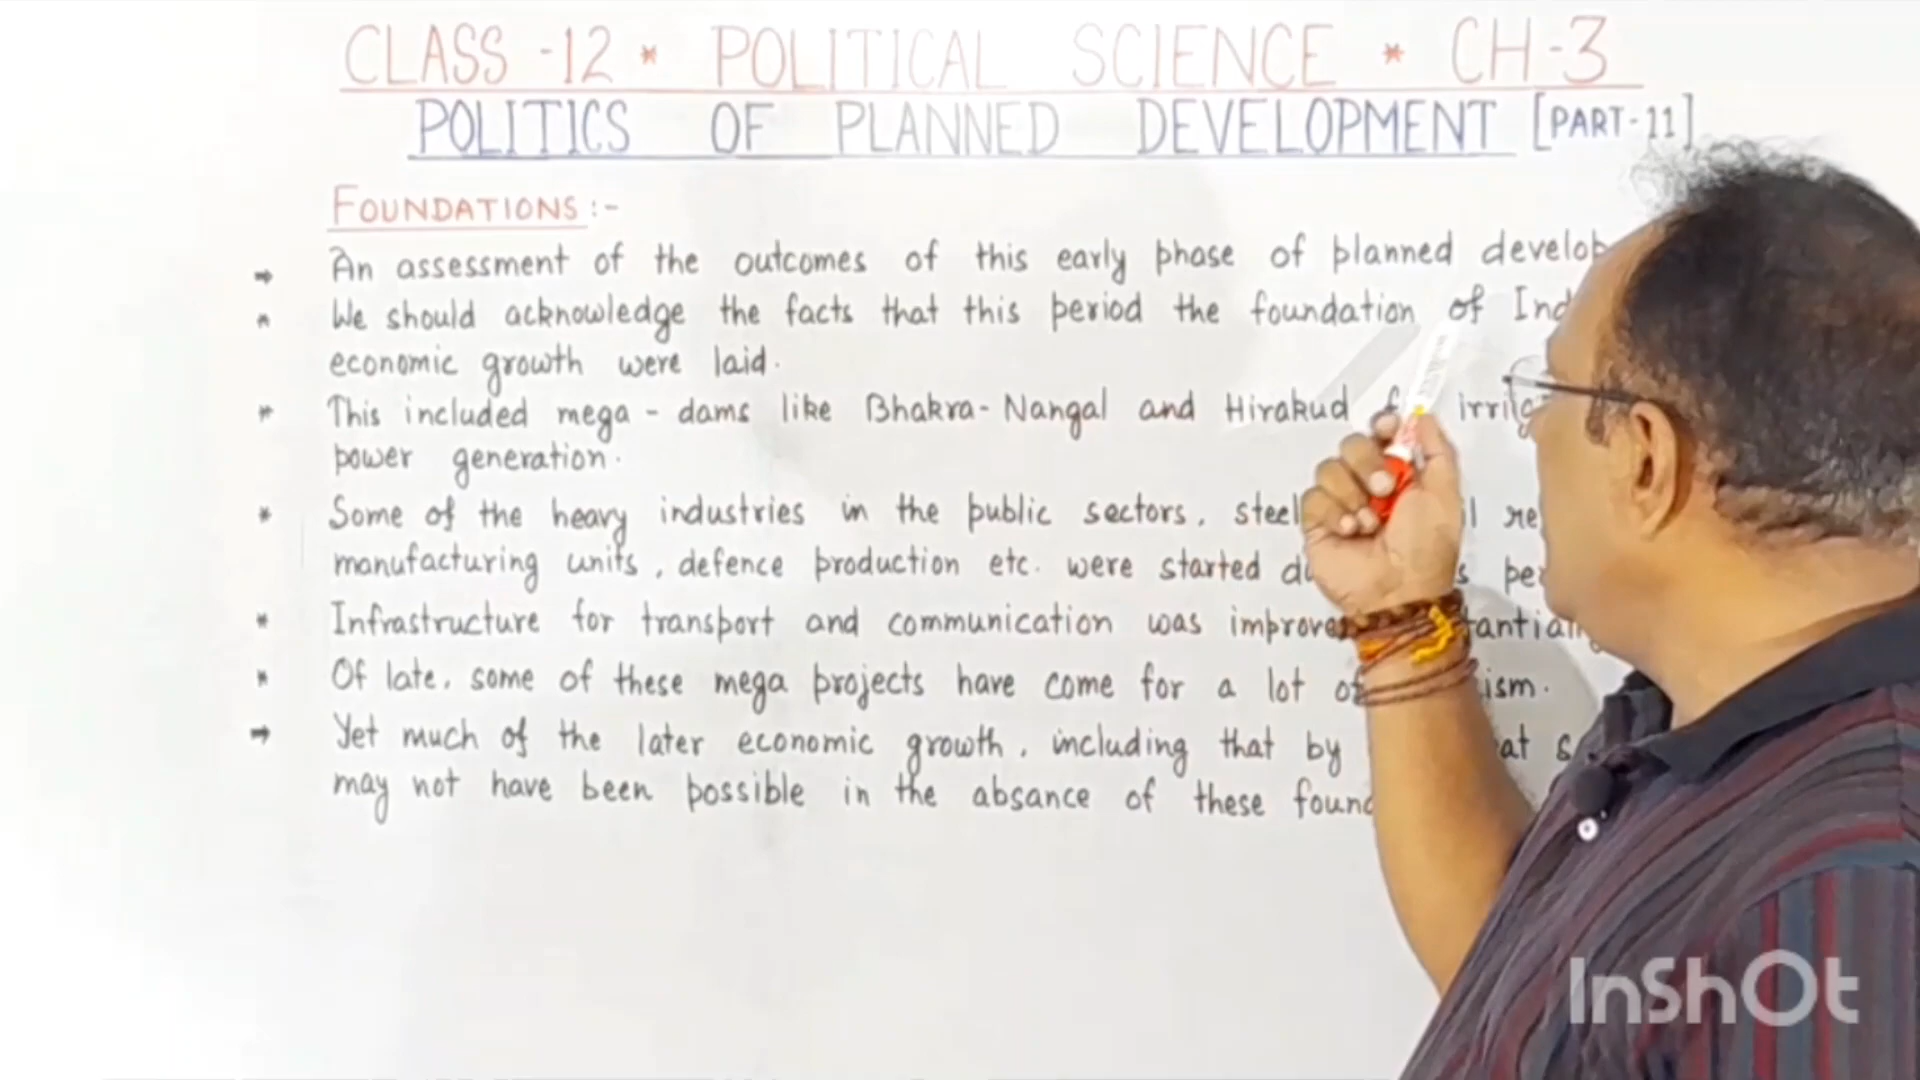 CLASS -12 * POLITICAL SCIENCE * CH-3
POLITICS OF PLANNED DEVELOPMENT [PART-11]
FOUNDATIONS :-
→ An assessment of the outcomes of this early phase of planned
* We should acknowledge the facts that this period the foundation of
economic growth were laid.
* This included mega - dams like Bhakra-Nangal and Hirakud
power generation.
* Some of the heavy industries in the public sectors, steel
manufacturing units, defence production etc. were started
* Infrastructure for transport and communication was
* Of late, some of these mega projects have come for a lot
→ Yet much of the later economic growth, including that by
may not have been possible in the absance of these
InShOt